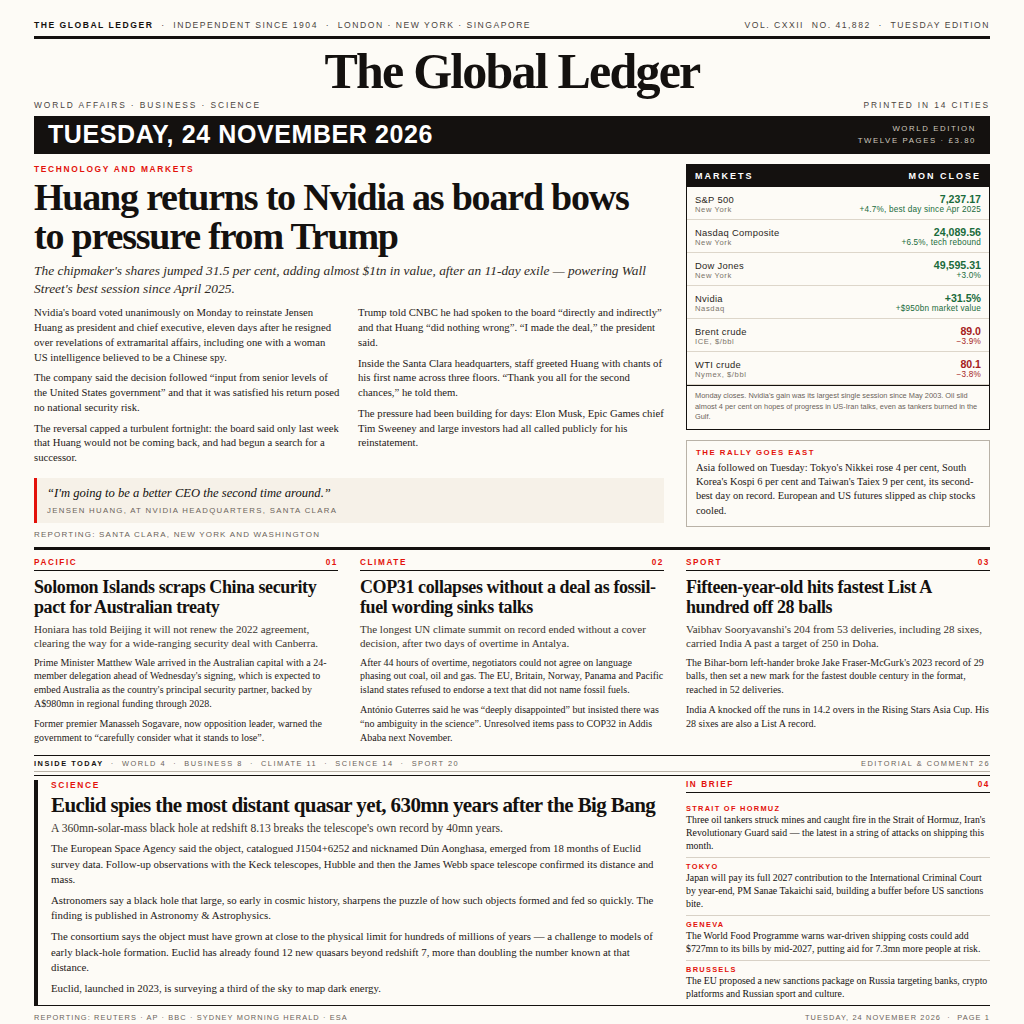 THE GLOBAL LEDGER · INDEPENDENT SINCE 1904 · LONDON · NEW YORK · SINGAPORE
VOL. CXXII NO. 41,882 · TUESDAY EDITION
The Global Ledger
WORLD AFFAIRS · BUSINESS · SCIENCE
PRINTED IN 14 CITIES
TUESDAY, 24 NOVEMBER 2026
WORLD EDITION
TWELVE PAGES · £3.80
TECHNOLOGY AND MARKETS
Huang returns to Nvidia as board bows
to pressure from Trump
The chipmaker's shares jumped 31.5 per cent, adding almost $1tn in value, after an 11-day exile — powering Wall
Street's best session since April 2025.
Nvidia's board voted unanimously on Monday to reinstate Jensen
Huang as president and chief executive, eleven days after he resigned
over revelations of extramarital affairs, including one with a woman
US intelligence believed to be a Chinese spy.
The company said the decision followed “input from senior levels of
the United States government” and that it was satisfied his return posed
no national security risk.
The reversal capped a turbulent fortnight: the board said only last week
that Huang would not be coming back, and had begun a search for a
successor.
Trump told CNBC he had spoken to the board “directly and indirectly”
and that Huang “did nothing wrong”. “I made the deal,” the president
said.
Inside the Santa Clara headquarters, staff greeted Huang with chants of
his first name across three floors. “Thank you all for the second
chances,” he told them.
The pressure had been building for days: Elon Musk, Epic Games chief
Tim Sweeney and large investors had all called publicly for his
reinstatement.
“I'm going to be a better CEO the second time around.”
JENSEN HUANG, AT NVIDIA HEADQUARTERS, SANTA CLARA
REPORTING: SANTA CLARA, NEW YORK AND WASHINGTON
MARKETS MON CLOSE
S&P 500 7,237.17
New York +4.7%, best day since Apr 2025
Nasdaq Composite 24,089.56
New York +6.5%, tech rebound
Dow Jones 49,595.31
New York +3.0%
Nvidia +31.5%
Nasdaq +$950bn market value
Brent crude 89.0
ICE, $/bbl −3.9%
WTI crude 80.1
Nymex, $/bbl −3.8%
Monday closes. Nvidia's gain was its largest single session since May 2003. Oil slid
almost 4 per cent on hopes of progress in US-Iran talks, even as tankers burned in the
Gulf.
THE RALLY GOES EAST
Asia followed on Tuesday: Tokyo's Nikkei rose 4 per cent, South
Korea's Kospi 6 per cent and Taiwan's Taiex 9 per cent, its second-
best day on record. European and US futures slipped as chip stocks
cooled.
PACIFIC 01
Solomon Islands scraps China security
pact for Australian treaty
Honiara has told Beijing it will not renew the 2022 agreement,
clearing the way for a wide-ranging security deal with Canberra.
Prime Minister Matthew Wale arrived in the Australian capital with a 24-
member delegation ahead of Wednesday's signing, which is expected to
embed Australia as the country's principal security partner, backed by
A$980mn in regional funding through 2028.
Former premier Manasseh Sogavare, now opposition leader, warned the
government to “carefully consider what it stands to lose”.
CLIMATE 02
COP31 collapses without a deal as fossil-
fuel wording sinks talks
The longest UN climate summit on record ended without a cover
decision, after two days of overtime in Antalya.
After 44 hours of overtime, negotiators could not agree on language
phasing out coal, oil and gas. The EU, Britain, Norway, Panama and Pacific
island states refused to endorse a text that did not name fossil fuels.
António Guterres said he was “deeply disappointed” but insisted there was
“no ambiguity in the science”. Unresolved items pass to COP32 in Addis
Ababa next November.
SPORT 03
Fifteen-year-old hits fastest List A
hundred off 28 balls
Vaibhav Sooryavanshi's 204 from 53 deliveries, including 28 sixes,
carried India A past a target of 250 in Doha.
The Bihar-born left-hander broke Jake Fraser-McGurk's 2023 record of 29
balls, then set a new mark for the fastest double century in the format,
reached in 52 deliveries.
India A knocked off the runs in 14.2 overs in the Rising Stars Asia Cup. His
28 sixes are also a List A record.
INSIDE TODAY · WORLD 4 · BUSINESS 8 · CLIMATE 11 · SCIENCE 14 · SPORT 20
EDITORIAL & COMMENT 26
SCIENCE
Euclid spies the most distant quasar yet, 630mn years after the Big Bang
A 360mn-solar-mass black hole at redshift 8.13 breaks the telescope's own record by 40mn years.
The European Space Agency said the object, catalogued J1504+6252 and nicknamed Dún Aonghasa, emerged from 18 months of Euclid
survey data. Follow-up observations with the Keck telescopes, Hubble and then the James Webb space telescope confirmed its distance and
mass.
Astronomers say a black hole that large, so early in cosmic history, sharpens the puzzle of how such objects formed and fed so quickly. The
finding is published in Astronomy & Astrophysics.
The consortium says the object must have grown at close to the physical limit for hundreds of millions of years — a challenge to models of
early black-hole formation. Euclid has already found 12 new quasars beyond redshift 7, more than doubling the number known at that
distance.
Euclid, launched in 2023, is surveying a third of the sky to map dark energy.
IN BRIEF 04
STRAIT OF HORMUZ
Three oil tankers struck mines and caught fire in the Strait of Hormuz, Iran's
Revolutionary Guard said — the latest in a string of attacks on shipping this
month.
TOKYO
Japan will pay its full 2027 contribution to the International Criminal Court
by year-end, PM Sanae Takaichi said, building a buffer before US sanctions
bite.
GENEVA
The World Food Programme warns war-driven shipping costs could add
$727mn to its bills by mid-2027, putting aid for 7.3mn more people at risk.
BRUSSELS
The EU proposed a new sanctions package on Russia targeting banks, crypto
platforms and Russian sport and culture.
REPORTING: REUTERS · AP · BBC · SYDNEY MORNING HERALD · ESA
TUESDAY, 24 NOVEMBER 2026 · PAGE 1